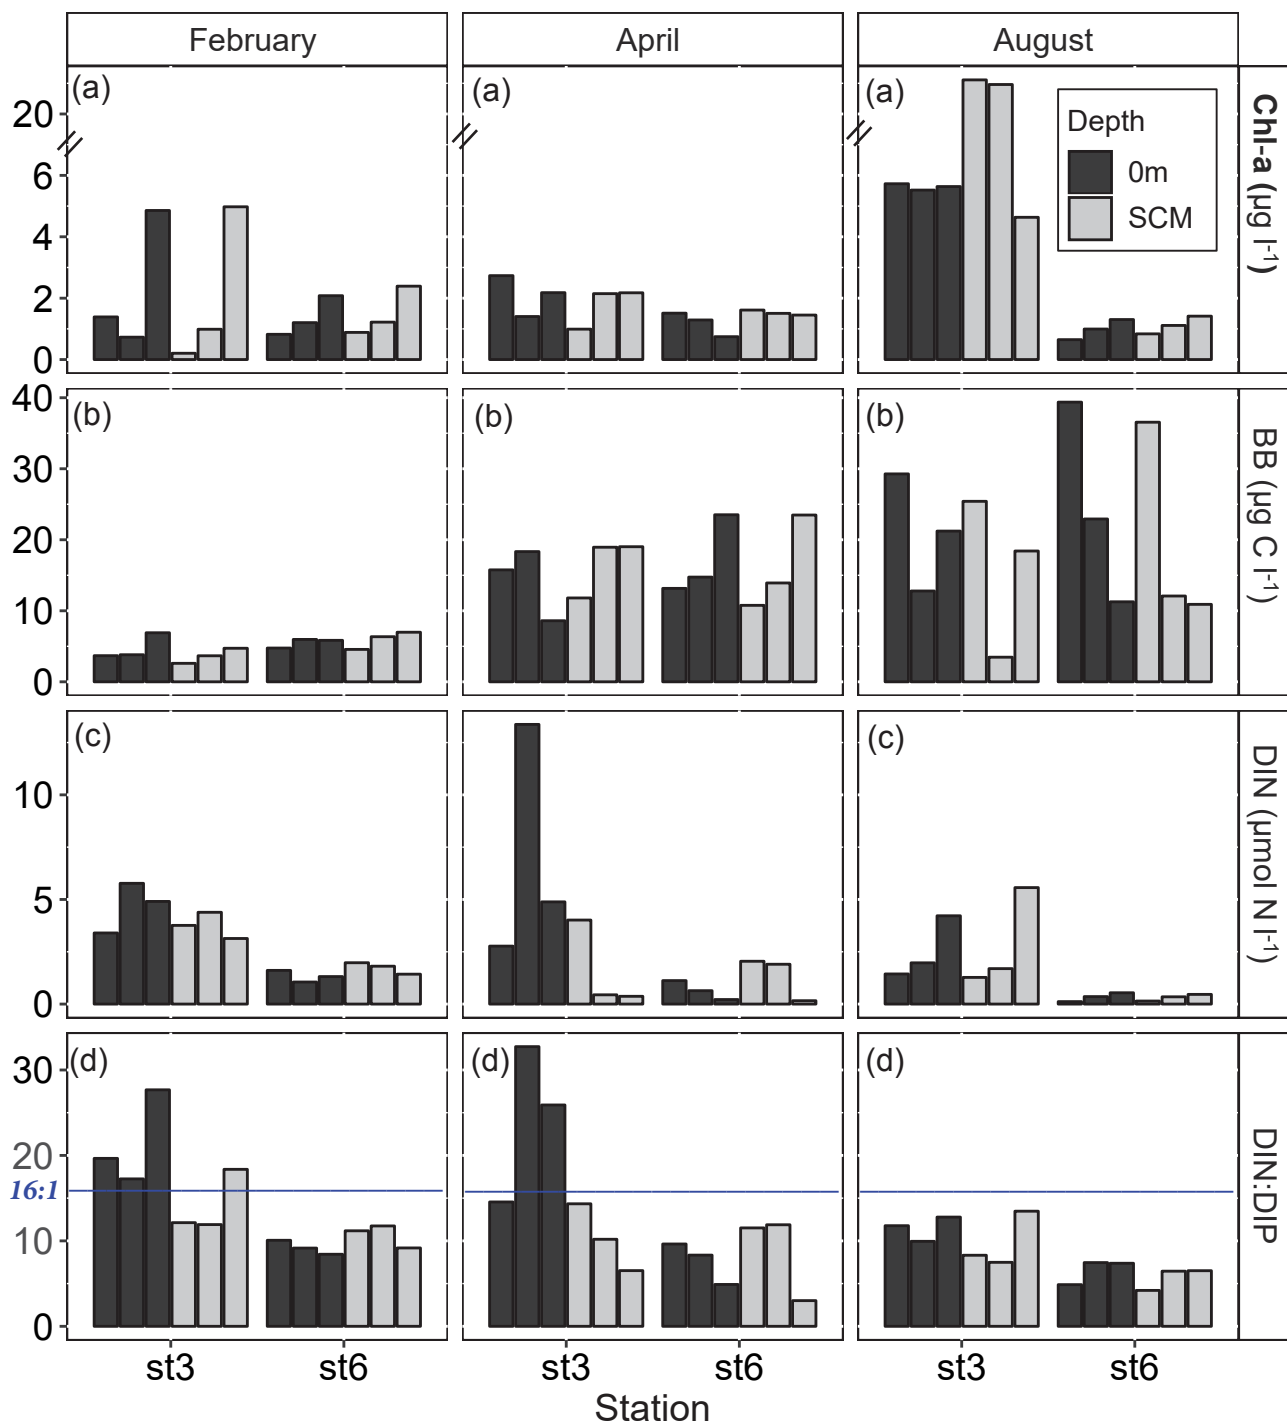 February April August
(a) (a) (a)
Depth
0m
SCM
20
6
4
2
0
Chl-a (µg l⁻¹)
(b) (b) (b)
40
30
20
10
0
BB (µg C l⁻¹)
(c) (c) (c)
10
5
0
DIN (µmol N l⁻¹)
(d) (d) (d)
30
20
16:1
10
0
DIN:DIP
st3 st6 st3 st6 st3 st6
Station